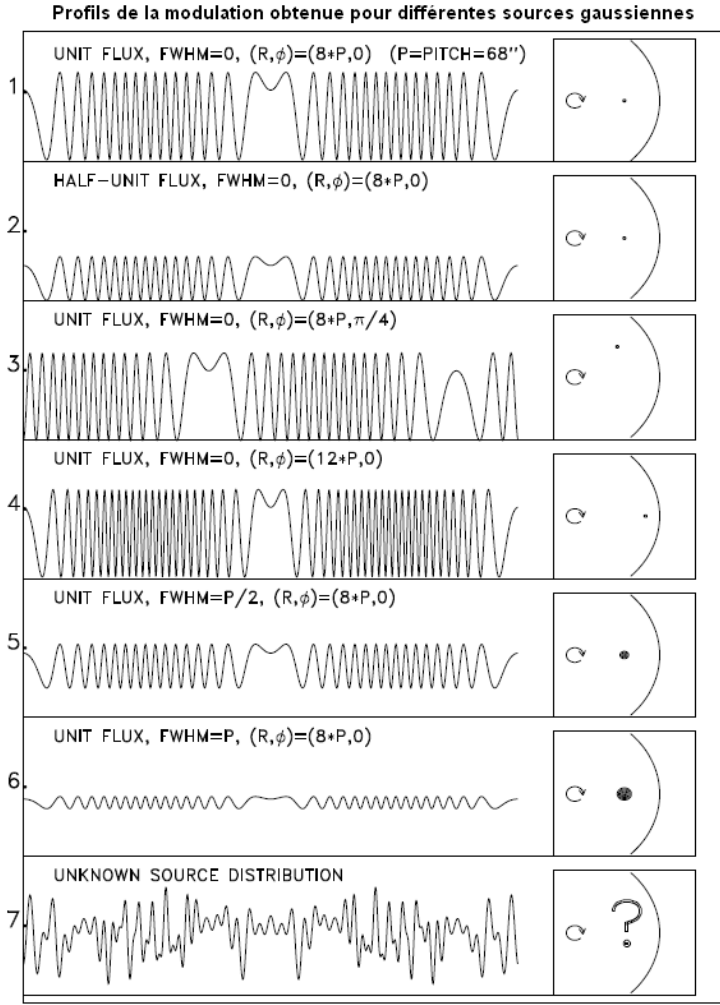 Profils de la modulation obtenue pour différentes sources gaussiennes
UNIT FLUX, FWHM=0, (R,ϕ)=(8*P,0) (P=PITCH=68")
1
HALF-UNIT FLUX, FWHM=0, (R,ϕ)=(8*P,0)
2
UNIT FLUX, FWHM=0, (R,ϕ)=(8*P,π/4)
3
UNIT FLUX, FWHM=0, (R,ϕ)=(12*P,0)
4
UNIT FLUX, FWHM=P/2, (R,ϕ)=(8*P,0)
5
UNIT FLUX, FWHM=P, (R,ϕ)=(8*P,0)
6
UNKNOWN SOURCE DISTRIBUTION
7
?